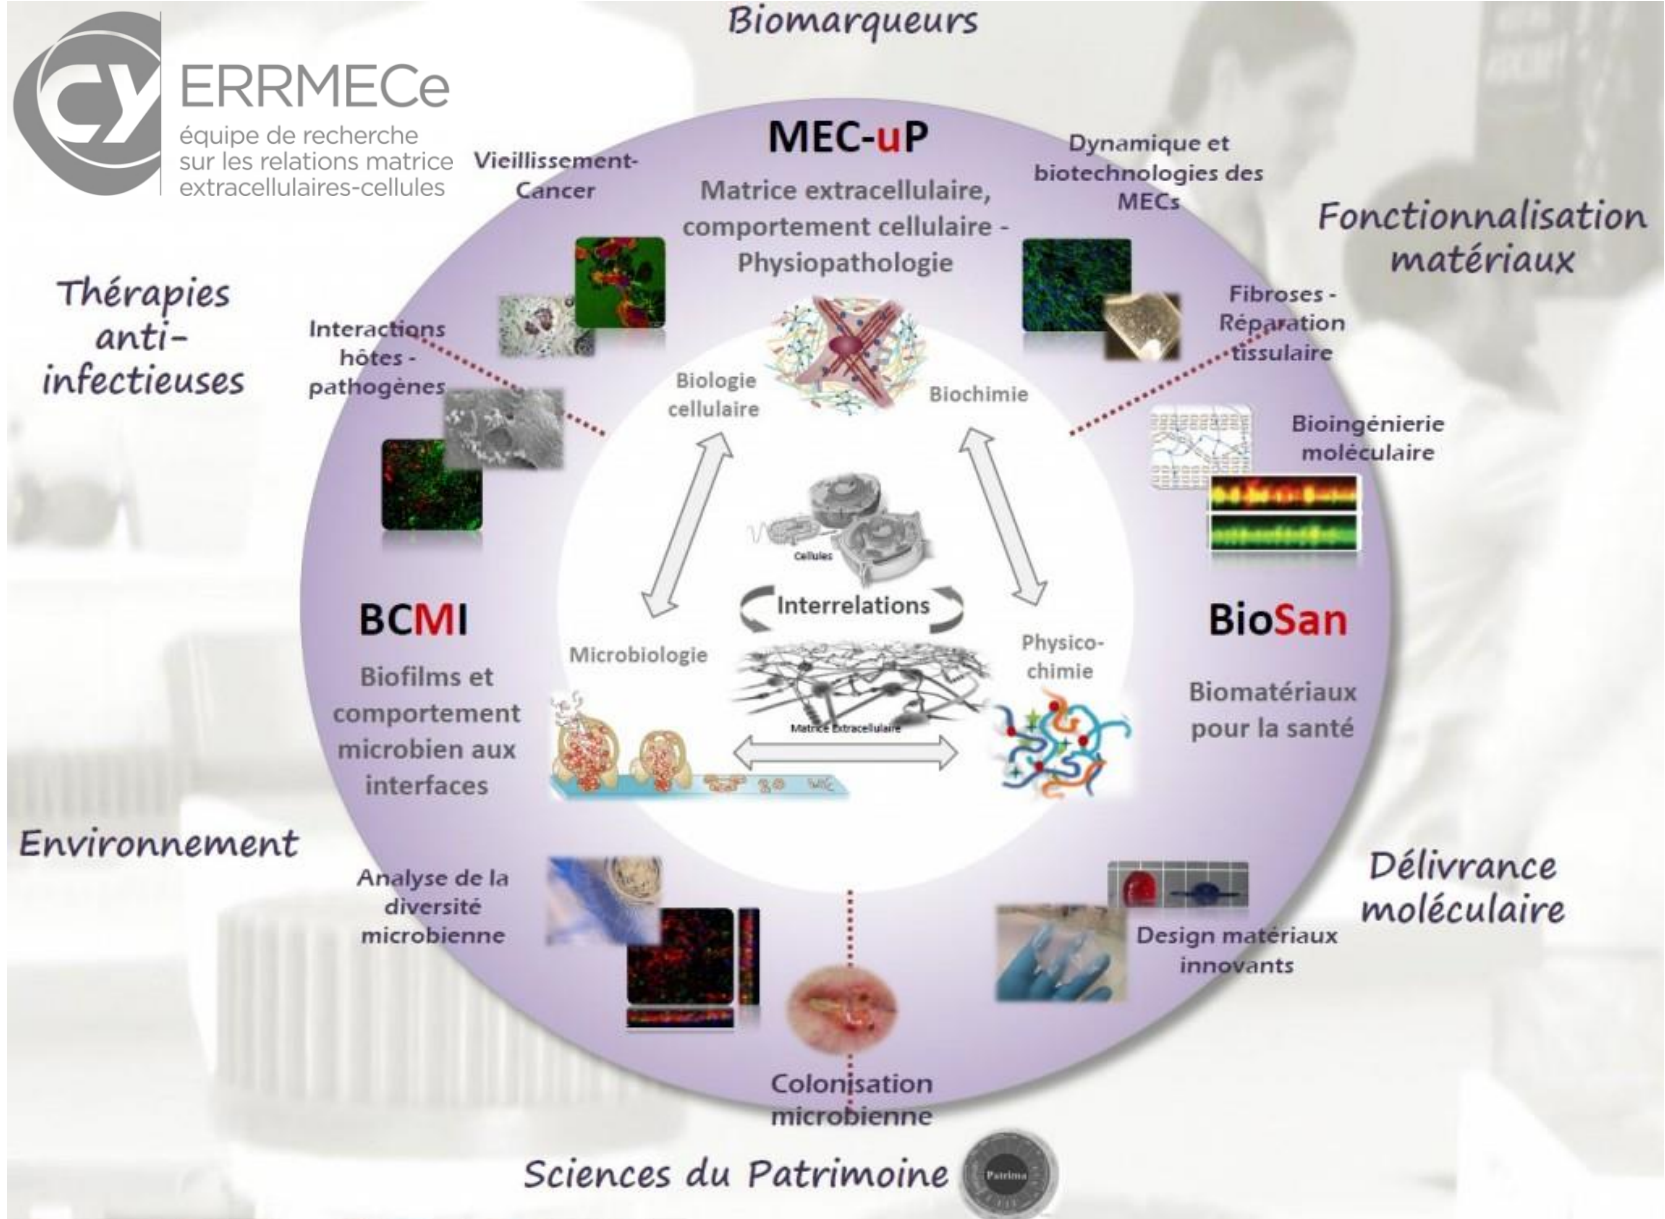 Biomarqueurs
CY
ERRMECe
équipe de recherche
sur les relations matrice
extracellulaires-cellules
Vieillissement-
Cancer
MEC-uP
Matrice extracellulaire,
comportement cellulaire -
Physiopathologie
Dynamique et
biotechnologies des
MECs
Fonctionnalisation
matériaux
Thérapies
anti-
infectieuses
Interactions
hôtes -
pathogènes
Fibroses -
Réparation
tissulaire
Biologie
cellulaire
Biochimie
Bioingénierie
moléculaire
Cellules
Interrelations
BCMI
Biofilms et
comportement
microbien aux
interfaces
Microbiologie
Physico-
chimie
Matrice Extracellulaire
BioSan
Biomatériaux
pour la santé
Environnement
Analyse de la
diversité
microbienne
Délivrance
moléculaire
Design matériaux
innovants
Colonisation
microbienne
Sciences du Patrimoine
Patrima